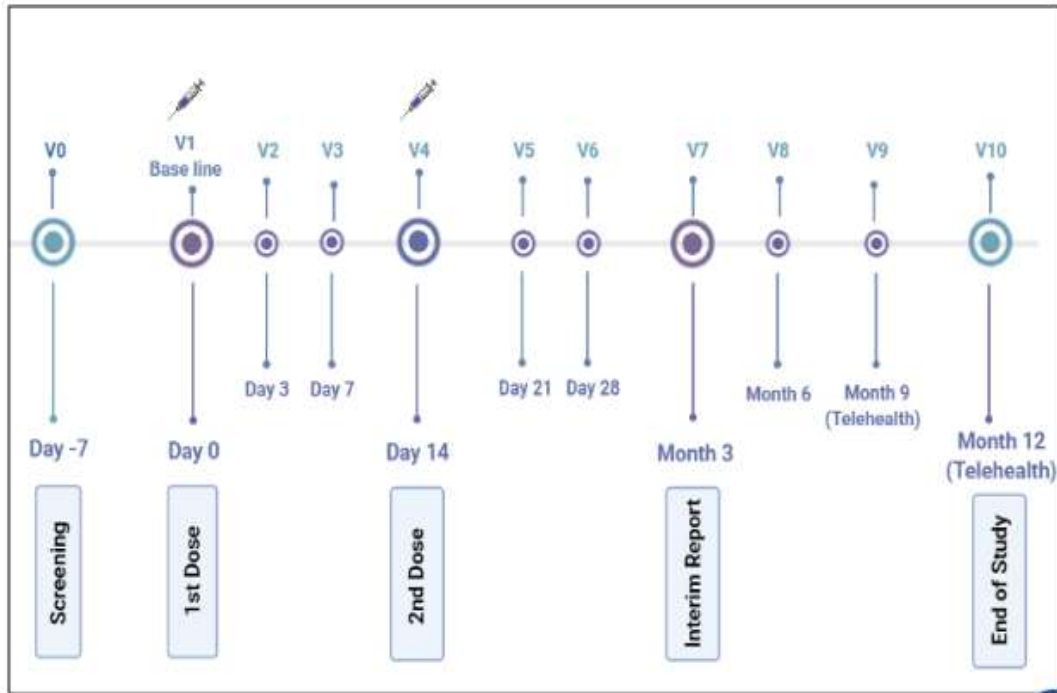 V0
V1
Base line
V2
V3
V4
V5
V6
V7
V8
V9
V10
Day -7
Day 0
Day 3
Day 7
Day 14
Day 21
Day 28
Month 3
Month 6
Month 9
(Telehealth)
Month 12
(Telehealth)
Screening
1st Dose
2nd Dose
Interim Report
End of Study